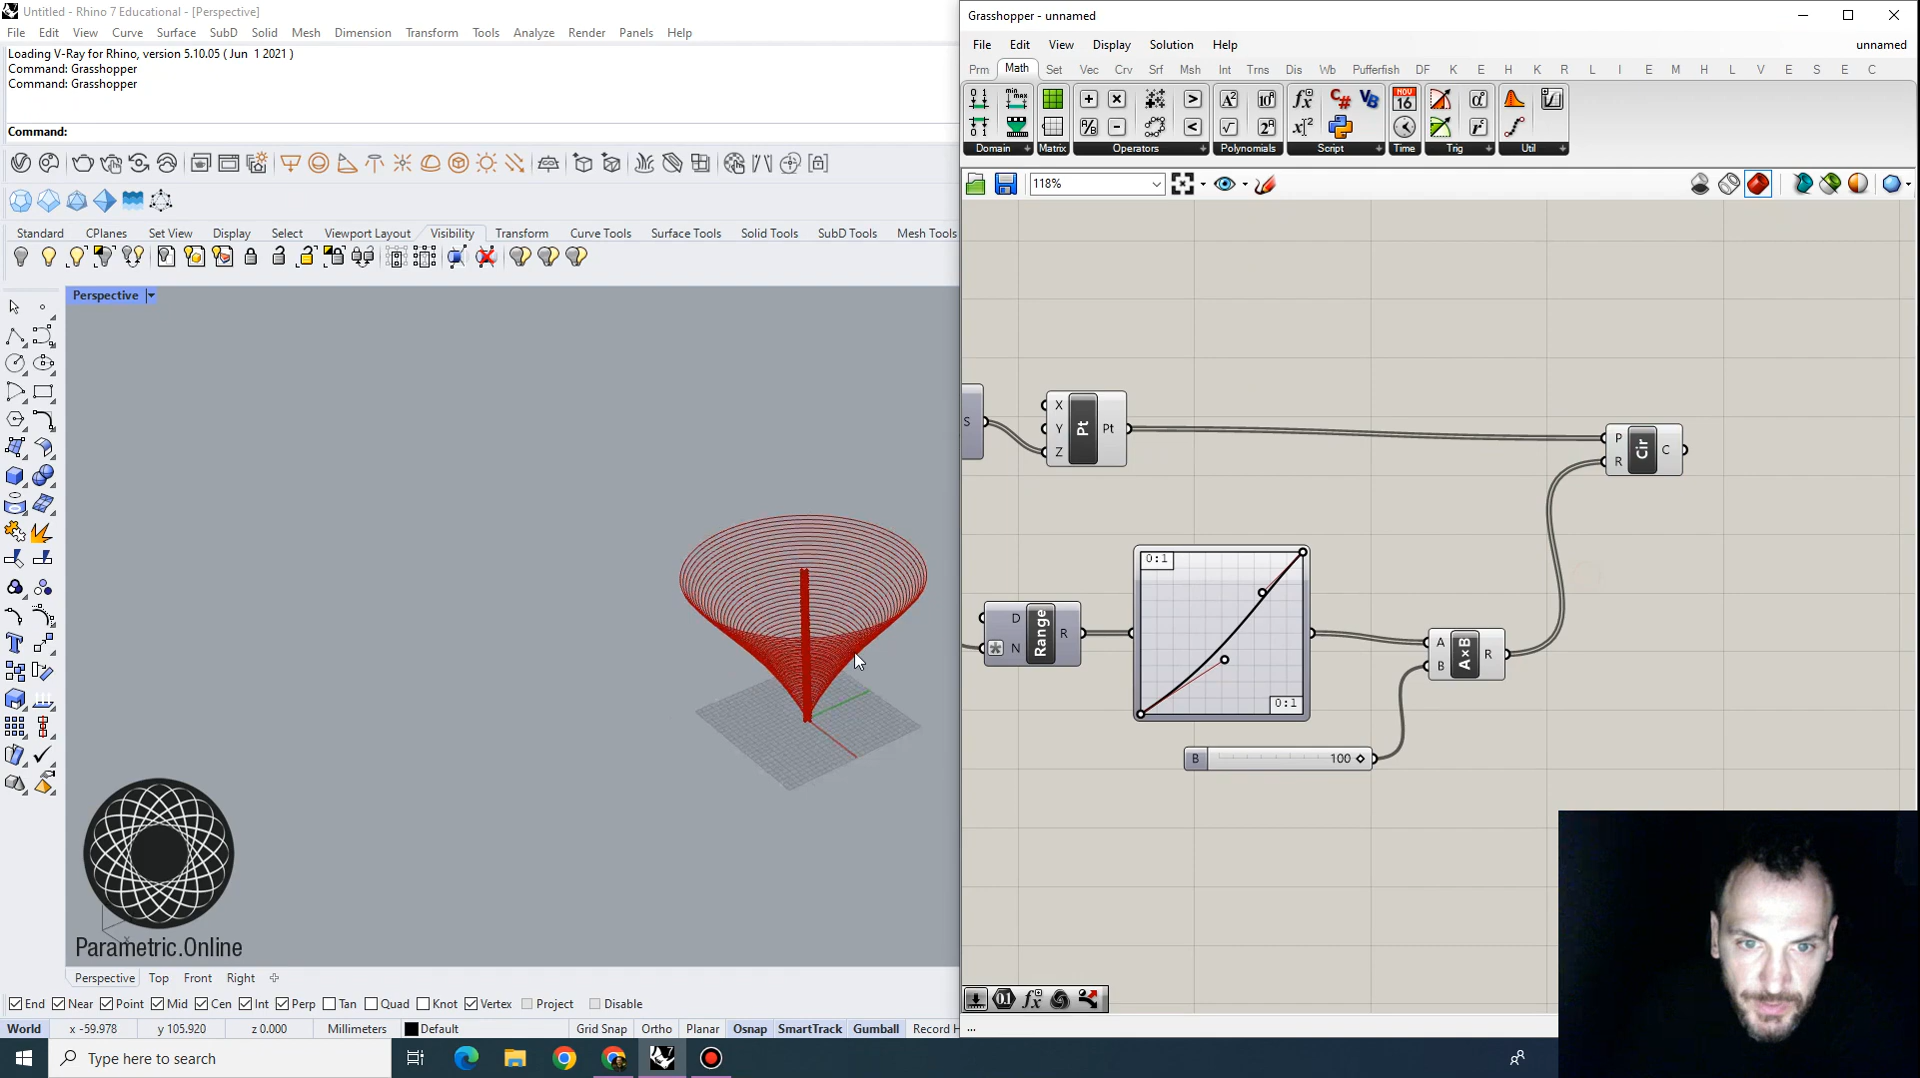 Untitled - Rhino 7 Educational - [Perspective]
File Edit View Curve Surface SubD Solid Mesh Dimension Transform Tools Analyze Render Panels Help
Loading V-Ray for Rhino, version 5.10.05 ( Jun 1 2021 )
Command: Grasshopper
Command: Grasshopper
Command:
Standard CPlanes Set View Display Select Viewport Layout Visibility Transform Curve Tools Surface Tools Solid Tools SubD Tools Mesh Tools
Perspective
Parametric.Online
Perspective Top Front Right
End Near Point Mid Cen Int Perp Tan Quad Knot Vertex Project Disable
World x -59.978 y 105.920 z 0.000 Millimeters Default Grid Snap Ortho Planar Osnap SmartTrack Gumball Record H
Type here to search
Grasshopper - unnamed
File Edit View Display Solution Help unnamed
Prm Math Set Vec Crv Srf Msh Int Trns Dis Wb Pufferfish DF K E H K R L I E M H L V E S E C
Domain Matrix Operators Polynomials Script Time Trig Util
118%
S
X
Y
Z
Pt
Pt
P
R
Cir
C
D
N
Range
R
0:1
0:1
A
B
A×B
R
B 100
...